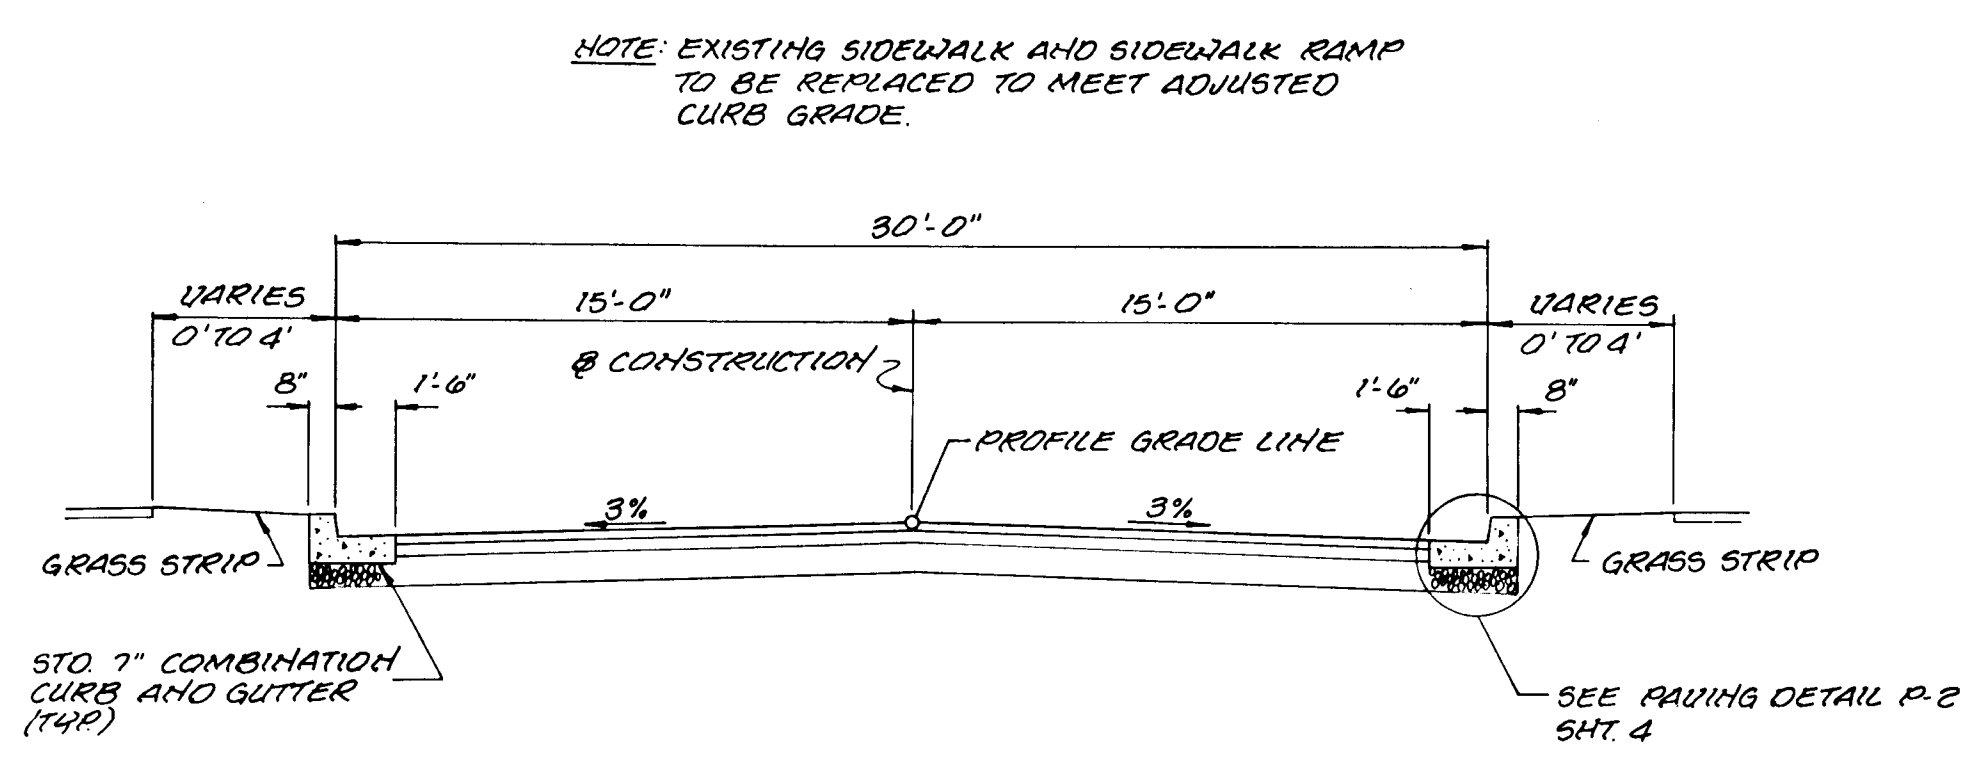 NOTE: EXISTING SIDEWALK AND SIDEWALK RAMP
TO BE REPLACED TO MEET ADJUSTED
CURB GRADE.
30'-0"
VARIES
0' TO 4'
15'-0"
15'-0"
VARIES
0' TO 4'
℄ CONSTRUCTION
8"
1'-6"
1'-6"
8"
PROFILE GRADE LINE
3%
3%
GRASS STRIP
GRASS STRIP
STD. 7" COMBINATION
CURB AND GUTTER
(TYP.)
SEE PAVING DETAIL P-2
SHT. 4